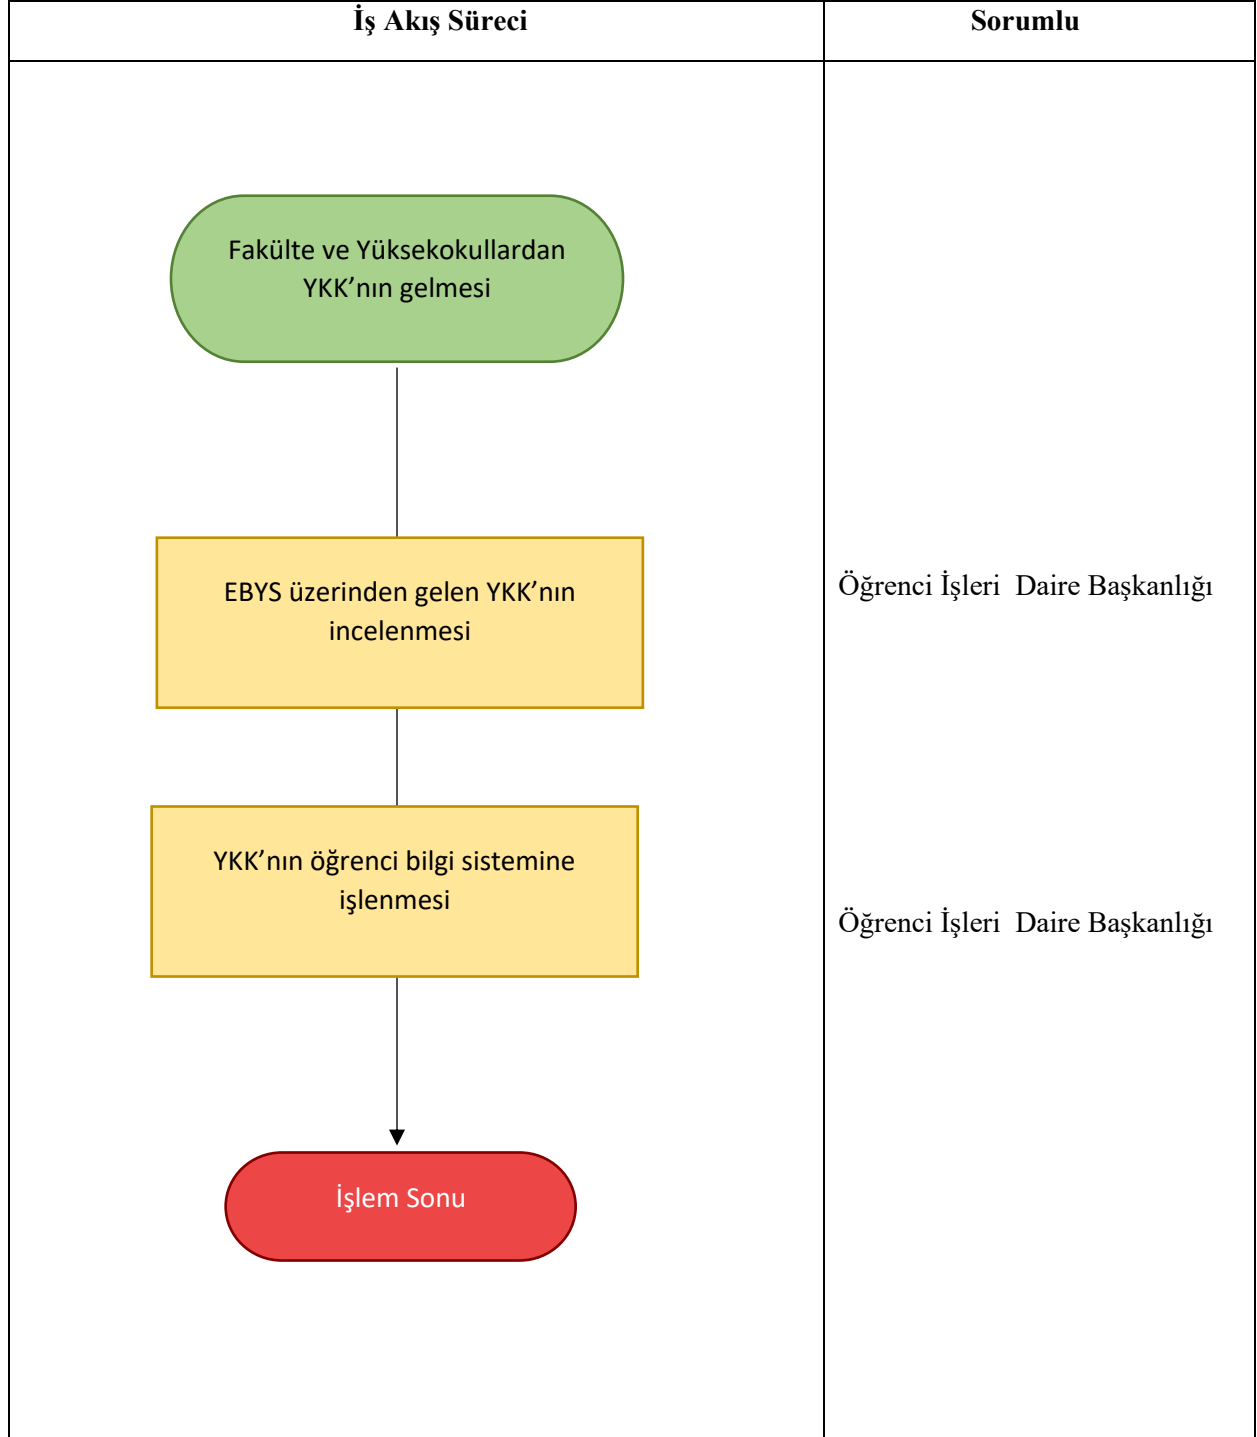 İş Akış Süreci
Sorumlu
Fakülte ve Yüksekokullardan
YKK’nın gelmesi
EBYS üzerinden gelen YKK’nın
incelenmesi
Öğrenci İşleri  Daire Başkanlığı
YKK’nın öğrenci bilgi sistemine
işlenmesi
Öğrenci İşleri  Daire Başkanlığı
İşlem Sonu